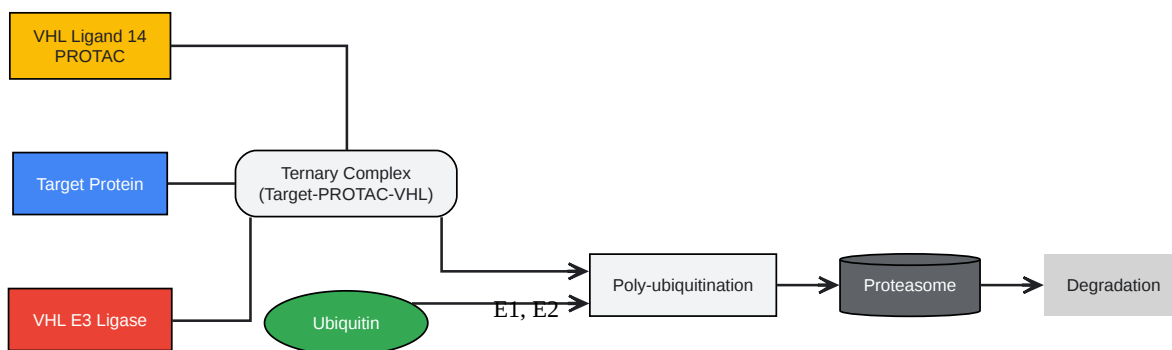 VHL Ligand 14
PROTAC
Target Protein
Ternary Complex
(Target-PROTAC-VHL)
VHL E3 Ligase
Ubiquitin
E1, E2
Poly-ubiquitination
Proteasome
Degradation